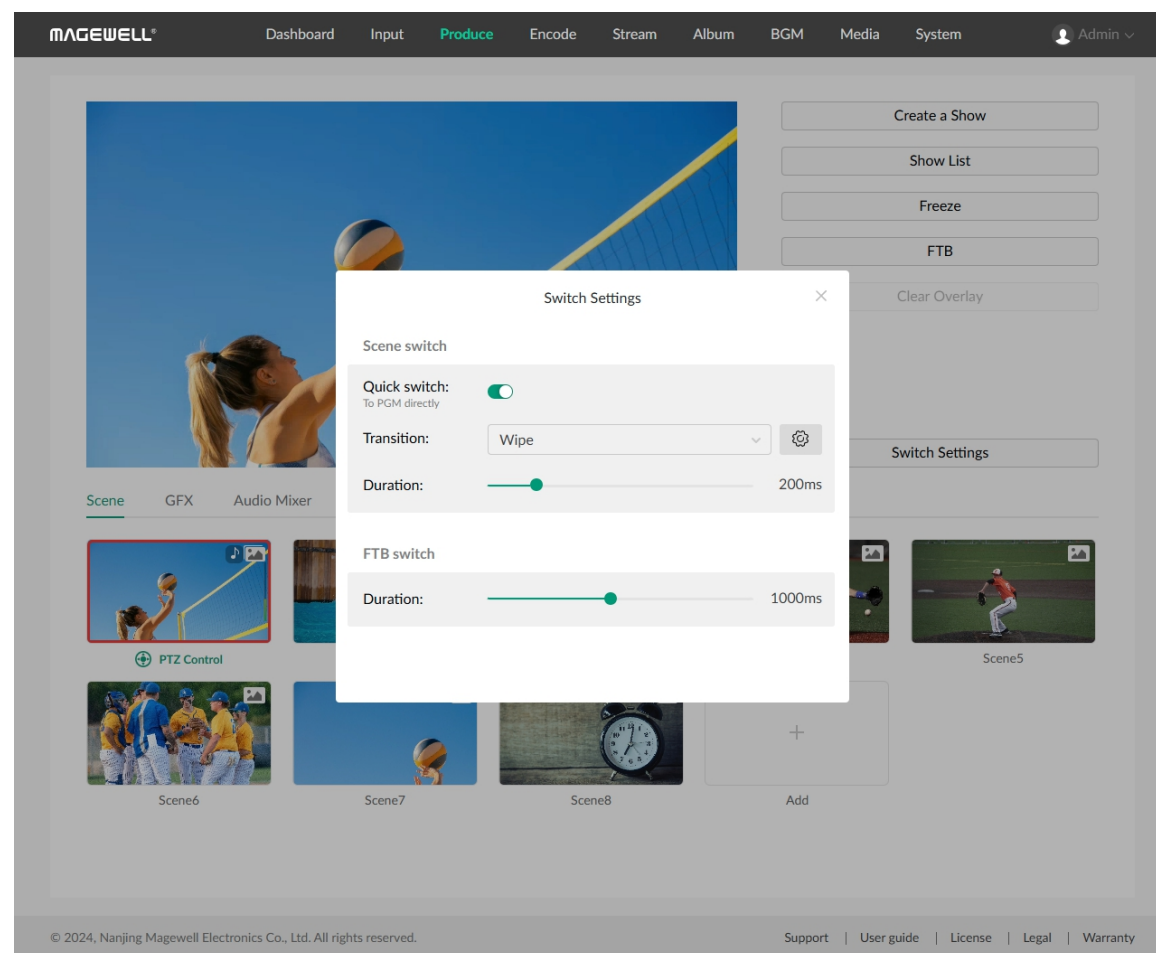 MAGEWELL®
Dashboard Input Produce Encode Stream Album BGM Media System Admin
Create a Show
Show List
Freeze
FTB
Clear Overlay
Switch Settings
Scene switch
Quick switch:
To PGM directly
Transition: Wipe
Duration: 200ms
FTB switch
Duration: 1000ms
Switch Settings
Scene GFX Audio Mixer
PTZ Control
Scene5
Scene6 Scene7 Scene8 Add
© 2024, Nanjing Magewell Electronics Co., Ltd. All rights reserved.
Support | User guide | License | Legal | Warranty